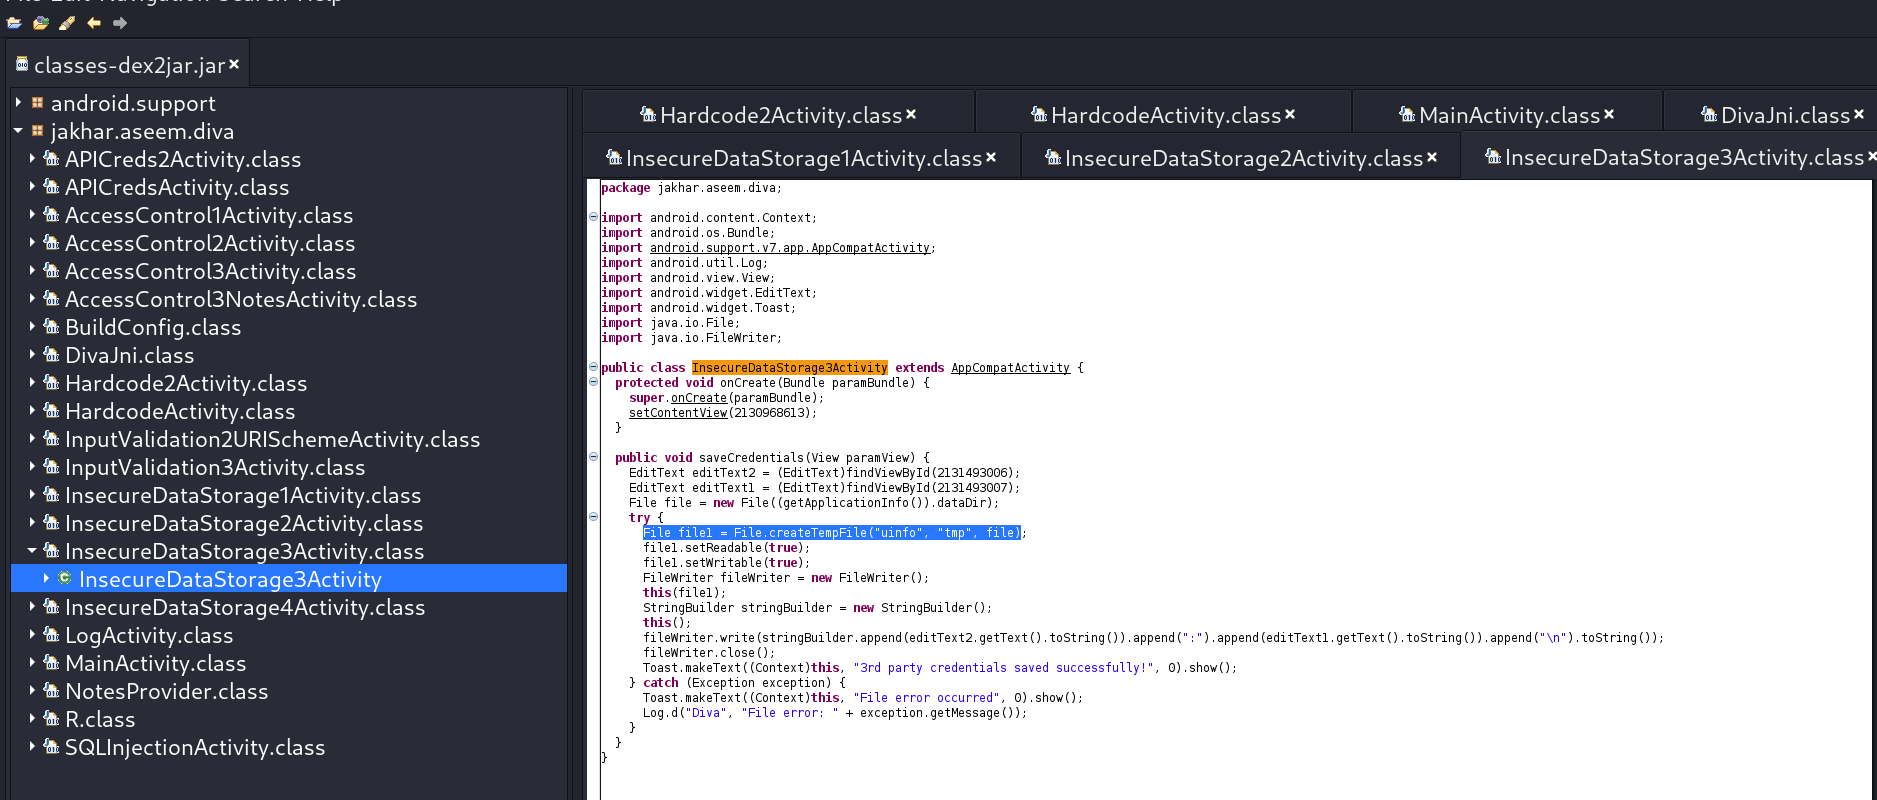 File Edit Navigation Search Help
classes-dex2jar.jar
android.support
jakhar.aseem.diva
APICreds2Activity.class
APICredsActivity.class
AccessControl1Activity.class
AccessControl2Activity.class
AccessControl3Activity.class
AccessControl3NotesActivity.class
BuildConfig.class
DivaJni.class
Hardcode2Activity.class
HardcodeActivity.class
InputValidation2URISchemeActivity.class
InputValidation3Activity.class
InsecureDataStorage1Activity.class
InsecureDataStorage2Activity.class
InsecureDataStorage3Activity.class
InsecureDataStorage3Activity
InsecureDataStorage4Activity.class
LogActivity.class
MainActivity.class
NotesProvider.class
R.class
SQLInjectionActivity.class
Hardcode2Activity.class HardcodeActivity.class MainActivity.class DivaJni.class
InsecureDataStorage1Activity.class InsecureDataStorage2Activity.class InsecureDataStorage3Activity.class
package jakhar.aseem.diva;
import android.content.Context;
import android.os.Bundle;
import android.support.v7.app.AppCompatActivity;
import android.util.Log;
import android.view.View;
import android.widget.EditText;
import android.widget.Toast;
import java.io.File;
import java.io.FileWriter;
public class InsecureDataStorage3Activity extends AppCompatActivity {
protected void onCreate(Bundle paramBundle) {
super.onCreate(paramBundle);
setContentView(2130968613);
}
public void saveCredentials(View paramView) {
EditText editText2 = (EditText)findViewById(2131493006);
EditText editText1 = (EditText)findViewById(2131493007);
File file = new File((getApplicationInfo()).dataDir);
try {
File file1 = File.createTempFile("uinfo", "tmp", file);
file1.setReadable(true);
file1.setWritable(true);
FileWriter fileWriter = new FileWriter();
this(file1);
StringBuilder stringBuilder = new StringBuilder();
this();
fileWriter.write(stringBuilder.append(editText2.getText().toString()).append(":").append(editText1.getText().toString()).append("\n").toString());
fileWriter.close();
Toast.makeText((Context)this, "3rd party credentials saved successfully!", 0).show();
} catch (Exception exception) {
Toast.makeText((Context)this, "File error occurred", 0).show();
Log.d("Diva", "File error: " + exception.getMessage());
}
}
}